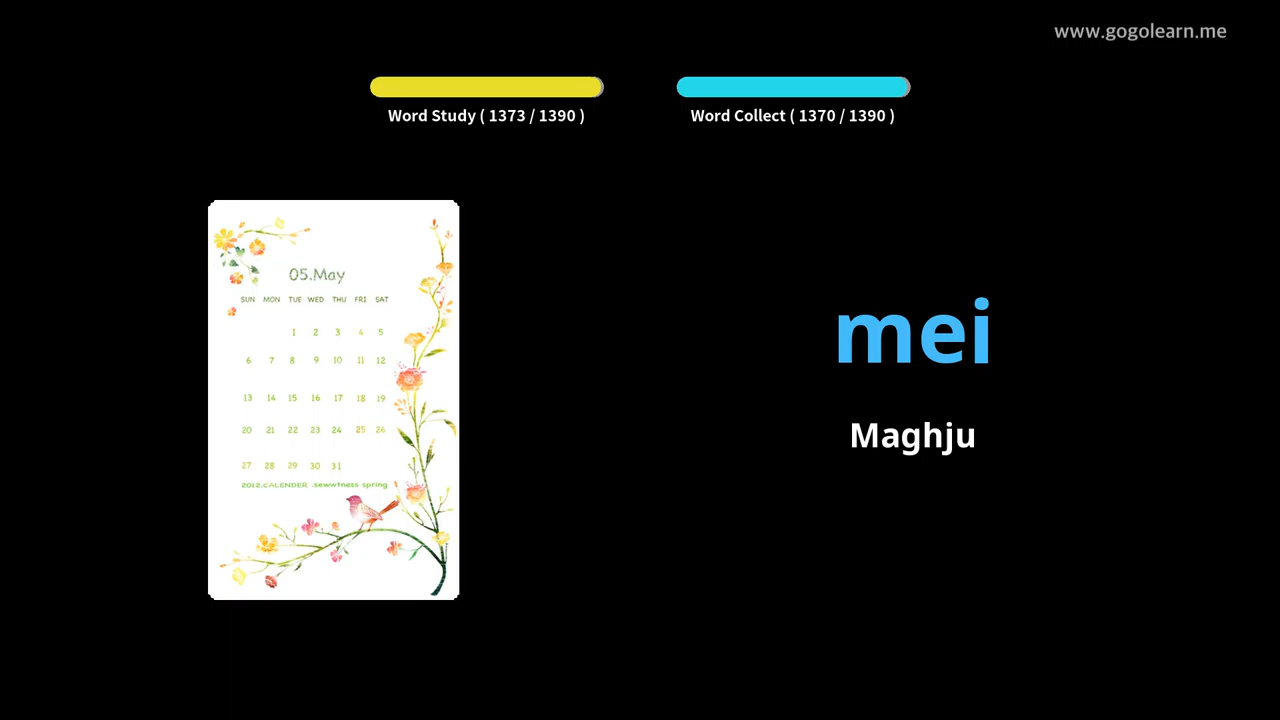 www.gogolearn.me
Word Study ( 1373 / 1390 )
Word Collect ( 1370 / 1390 )
05.May
SUN MON TUE WED THU FRI SAT
1 2 3 4 5
6 7 8 9 10 11 12
13 14 15 16 17 18 19
20 21 22 23 24 25 26
27 28 29 30 31
2012.CALENDER .sewwtness spring
mei
Maghju